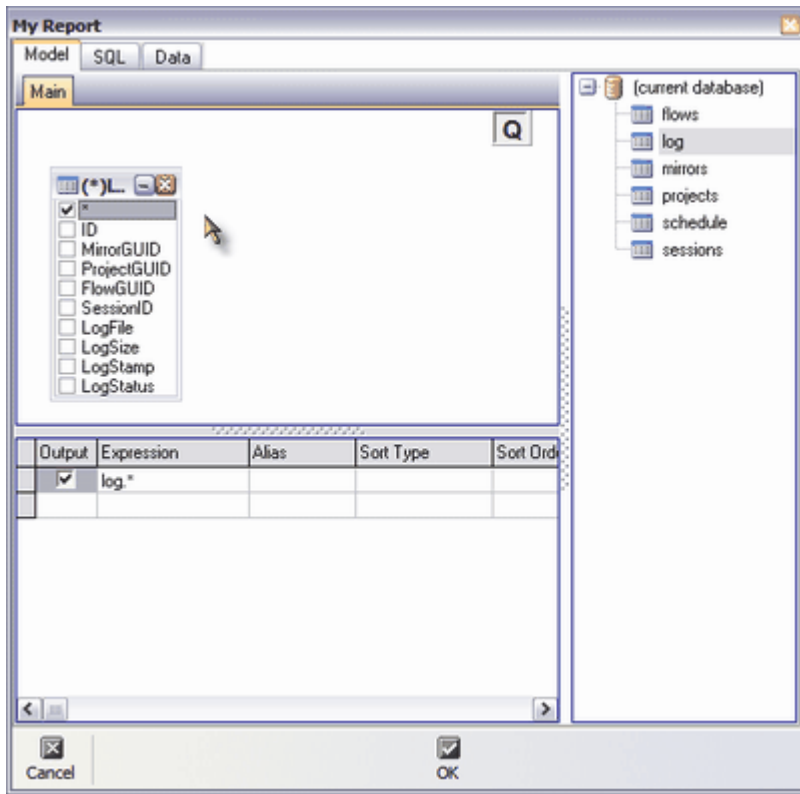 My Report
Model SQL Data
Main
Q
(*)L..
*
ID
MirrorGUID
ProjectGUID
FlowGUID
SessionID
LogFile
LogSize
LogStamp
LogStatus
(current database)
flows
log
mirrors
projects
schedule
sessions
Output Expression Alias Sort Type Sort Orde
log.*
Cancel OK